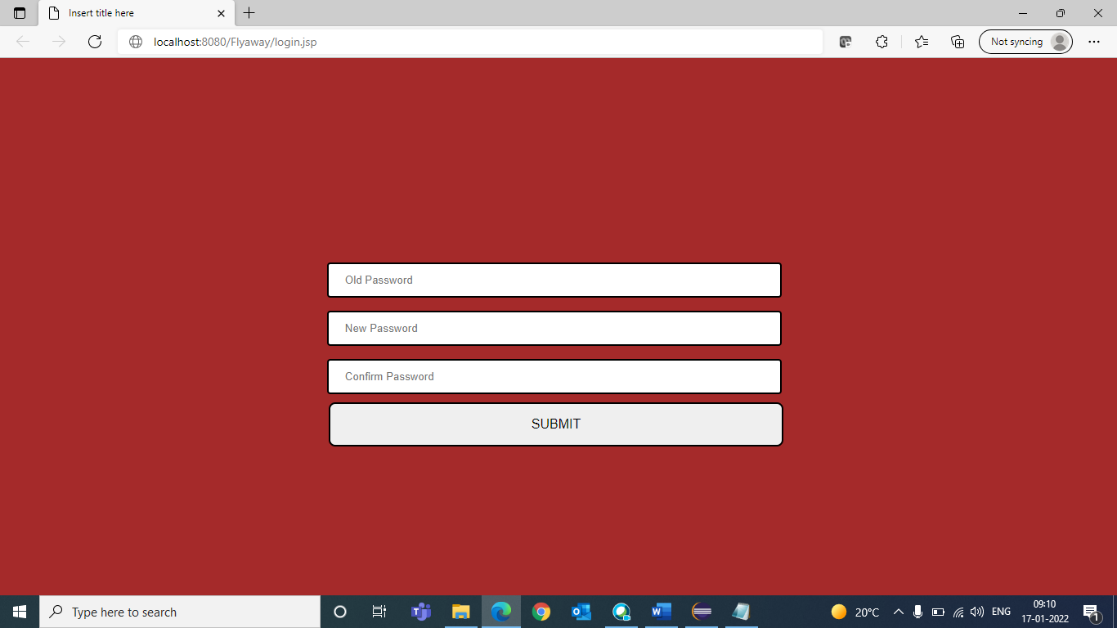 Insert title here
localhost:8080/Flyaway/login.jsp
Not syncing
Old Password
New Password
Confirm Password
SUBMIT
Type here to search
20°C
ENG
09:10
17-01-2022
1